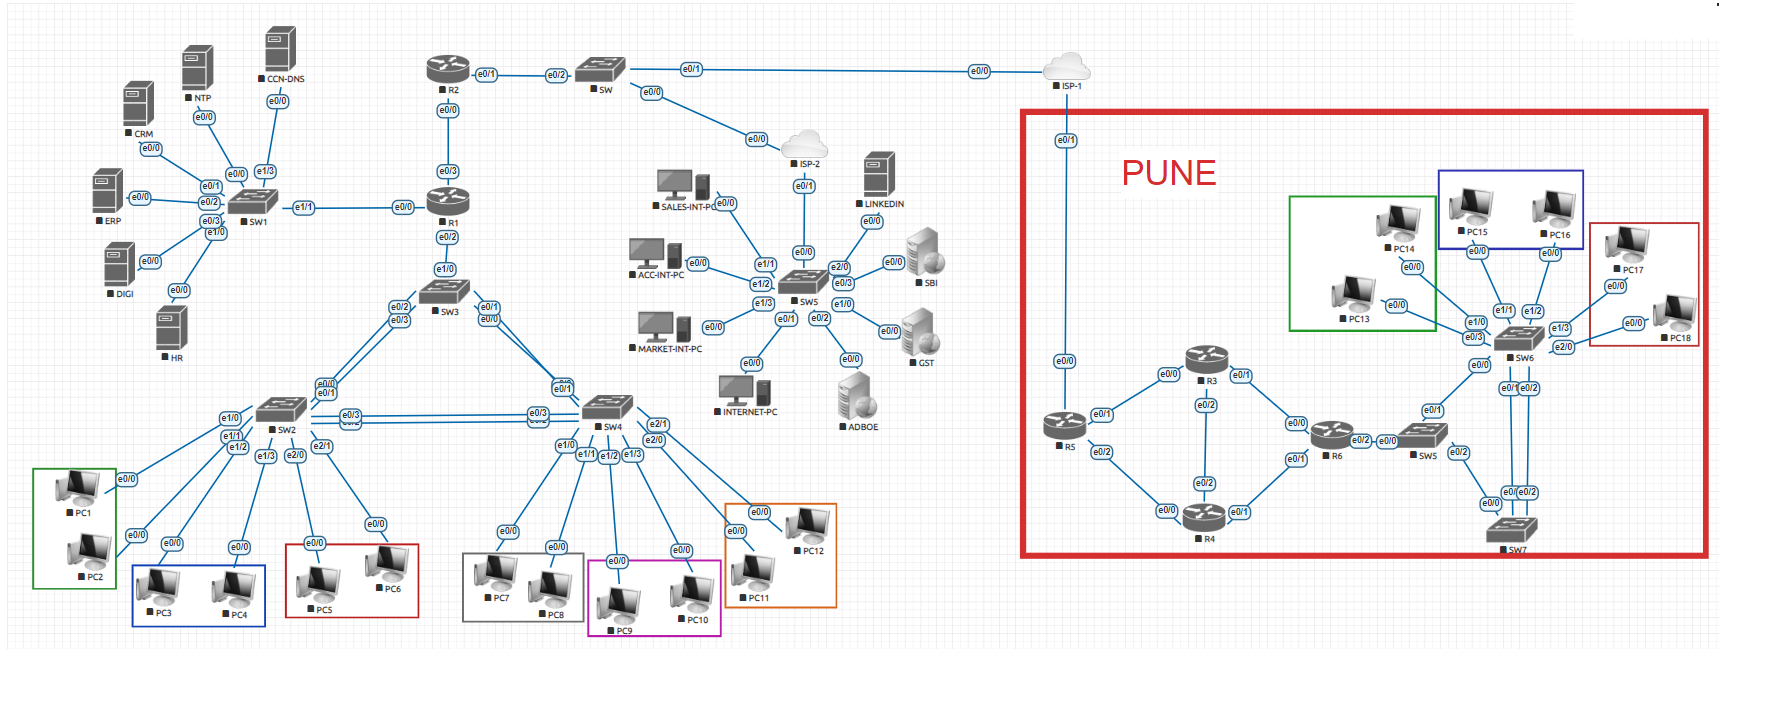 CCN-DNS
NTP
CRM
ERP
DIGI
HR
SW1
e0/0
e0/0
e0/0
e0/0
e0/0
e0/0
e0/0
e1/3
e0/1
e0/2
e0/3
e1/0
e1/1
e0/0
R2
e0/1
e0/2
SW
e0/1
e0/0
ISP-1
e0/0
e0/0
e0/3
R1
e0/2
e1/0
SW3
e0/2
e0/3
e0/1
e0/0
e0/0
e0/1
e0/1
e0/3
e0/3
SW2
SW4
e1/0
e1/1
e1/2
e1/3
e2/0
e2/1
e1/0
e1/1
e1/2
e1/3
e2/1
e2/0
e0/0
e0/0
e0/0
e0/0
e0/0
e0/0
e0/0
e0/0
e0/0
e0/0
e0/0
e0/0
PC1
PC2
PC3
PC4
PC5
PC6
PC7
PC8
PC9
PC10
PC11
PC12
e0/0
ISP-2
e0/1
e0/0
SALES-INT-PC
e0/0
LINKEDIN
e0/0
ACC-INT-PC
e0/0
e1/1
e1/2
e1/3
SW5
e2/0
e0/3
e1/0
e0/1
e0/2
e0/0
SBI
MARKET-INT-PC
e0/0
e0/0
GST
e0/0
INTERNET-PC
e0/0
ADBOE
e0/1
PUNE
e0/0
R5
e0/1
e0/2
e0/0
R3
e0/1
e0/2
e0/2
e0/0
R4
e0/1
e0/0
e0/1
R6
e0/2
e0/0
SW5
e0/1
e0/2
e0/0
SW6
e0/0
e0/1
e0/2
e0/2
SW7
e0/3
e1/0
e1/1
e1/2
e1/3
e2/0
e0/0
e0/0
e0/0
e0/0
e0/0
e0/0
PC13
PC14
PC15
PC16
PC17
PC18